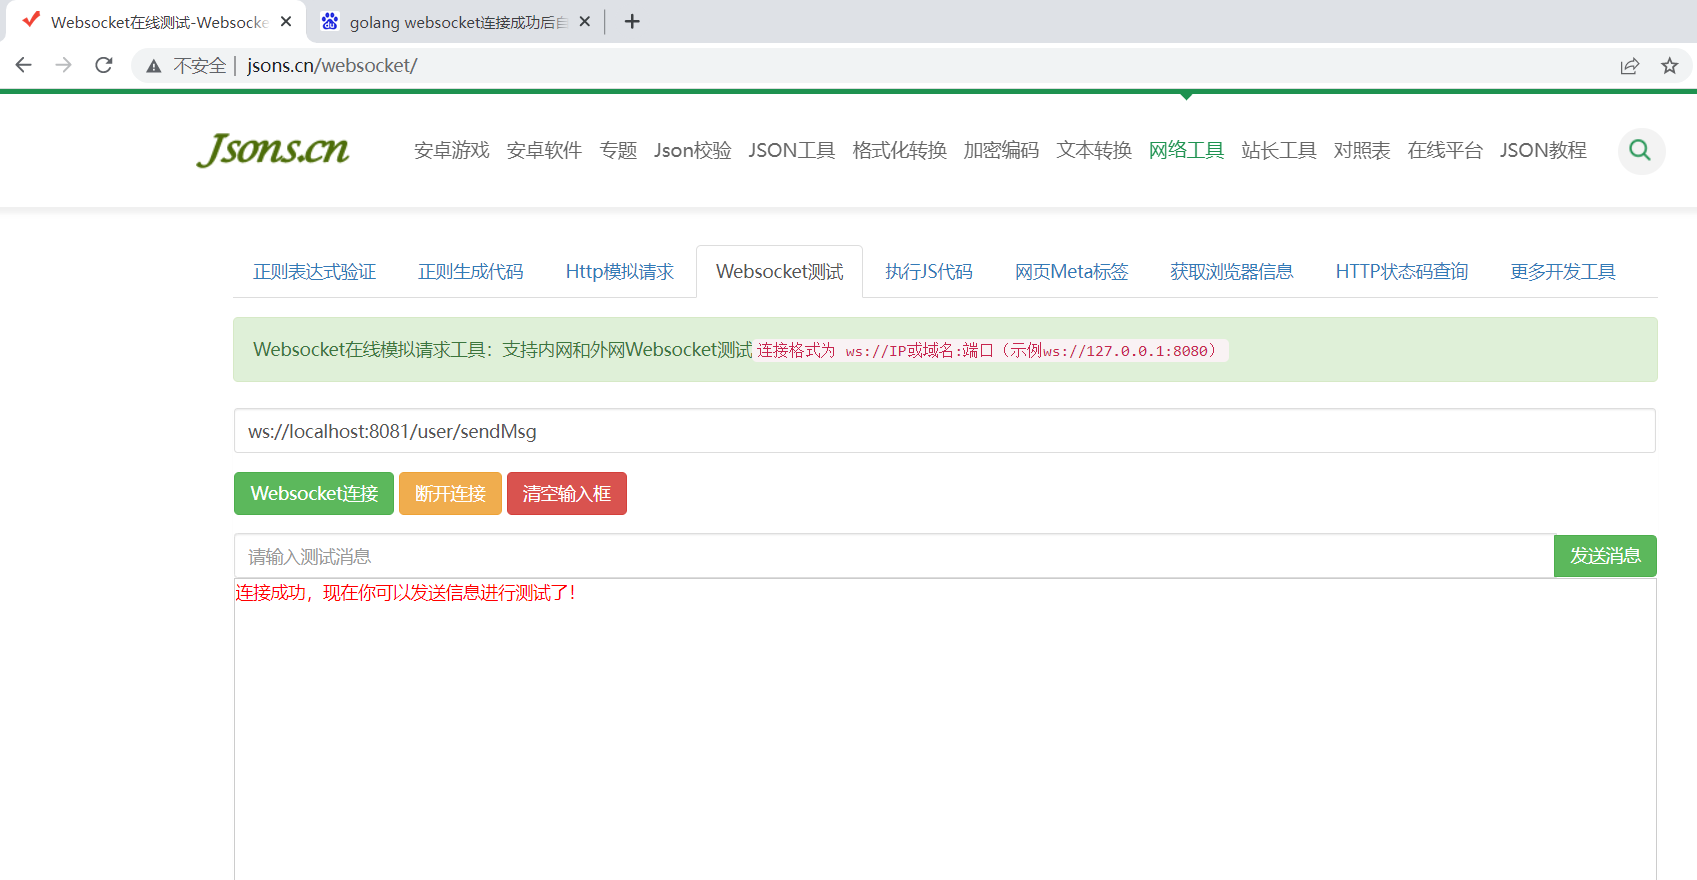 Websocket在线测试-Websocke
golang websocket连接成功后自
不安全 | jsons.cn/websocket/
Jsons.cn
安卓游戏 安卓软件 专题 Json校验 JSON工具 格式化转换 加密编码 文本转换 网络工具 站长工具 对照表 在线平台 JSON教程
正则表达式验证 正则生成代码 Http模拟请求 Websocket测试 执行JS代码 网页Meta标签 获取浏览器信息 HTTP状态码查询 更多开发工具
Websocket在线模拟请求工具：支持内网和外网Websocket测试 连接格式为 ws://IP或域名:端口（示例ws://127.0.0.1:8080）
ws://localhost:8081/user/sendMsg
Websocket连接 断开连接 清空输入框
请输入测试消息 发送消息
连接成功，现在你可以发送信息进行测试了！